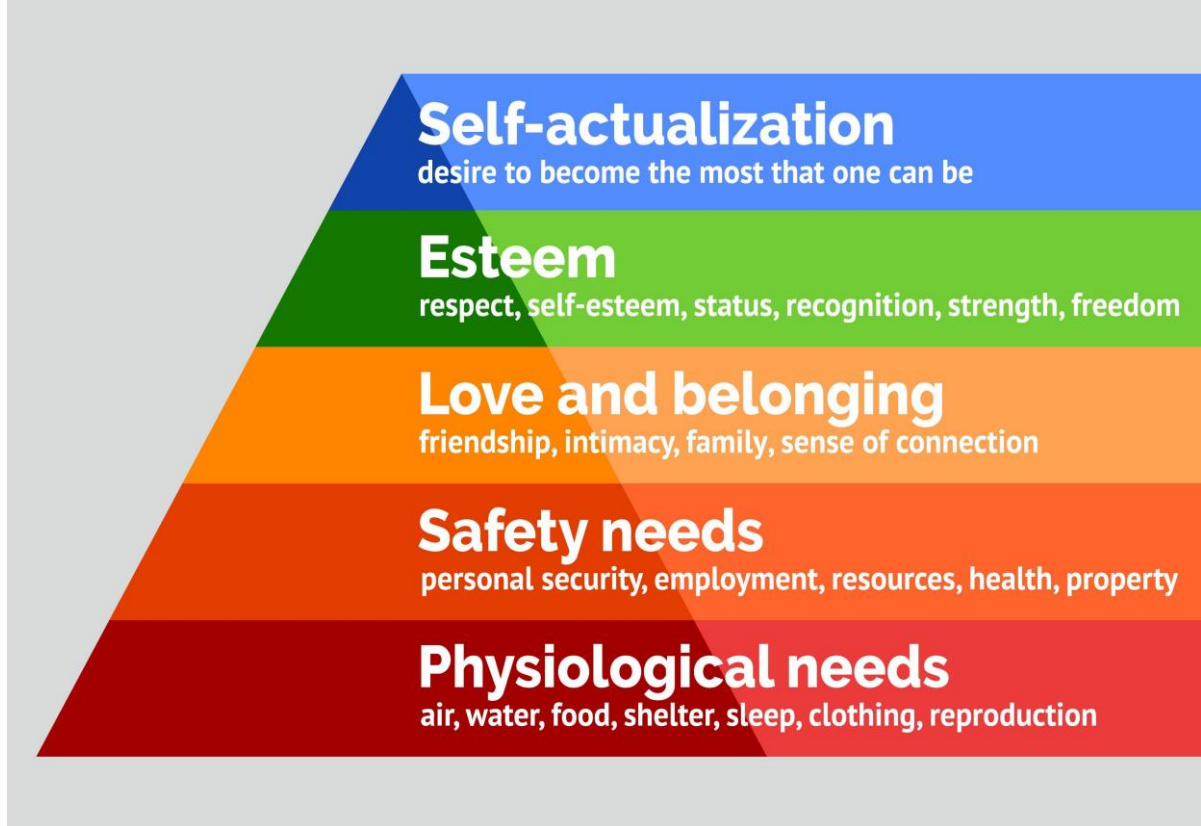 Self-actualization
desire to become the most that one can be
Esteem
respect, self-esteem, status, recognition, strength, freedom
Love and belonging
friendship, intimacy, family, sense of connection
Safety needs
personal security, employment, resources, health, property
Physiological needs
air, water, food, shelter, sleep, clothing, reproduction